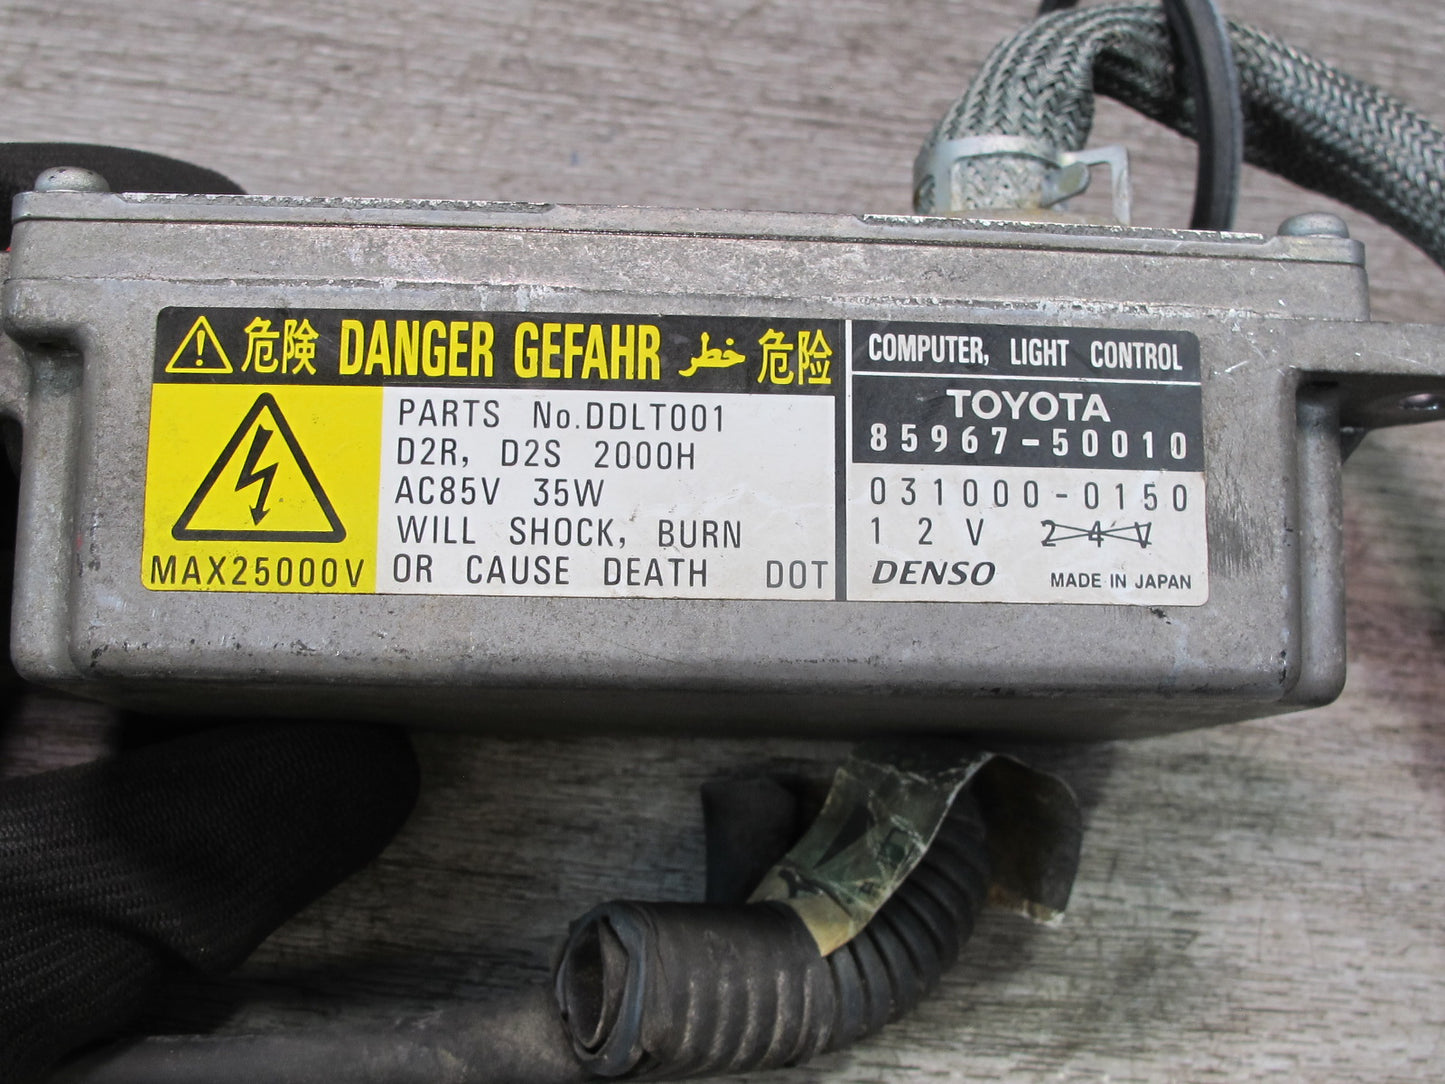 危険 DANGER GEFAHR خطر 危险
PARTS No.DDLT001
D2R, D2S 2000H
AC85V 35W
WILL SHOCK, BURN
OR CAUSE DEATH DOT
MAX25000V
COMPUTER, LIGHT CONTROL
TOYOTA
85967-50010
031000-0150
12V 24V
DENSO MADE IN JAPAN